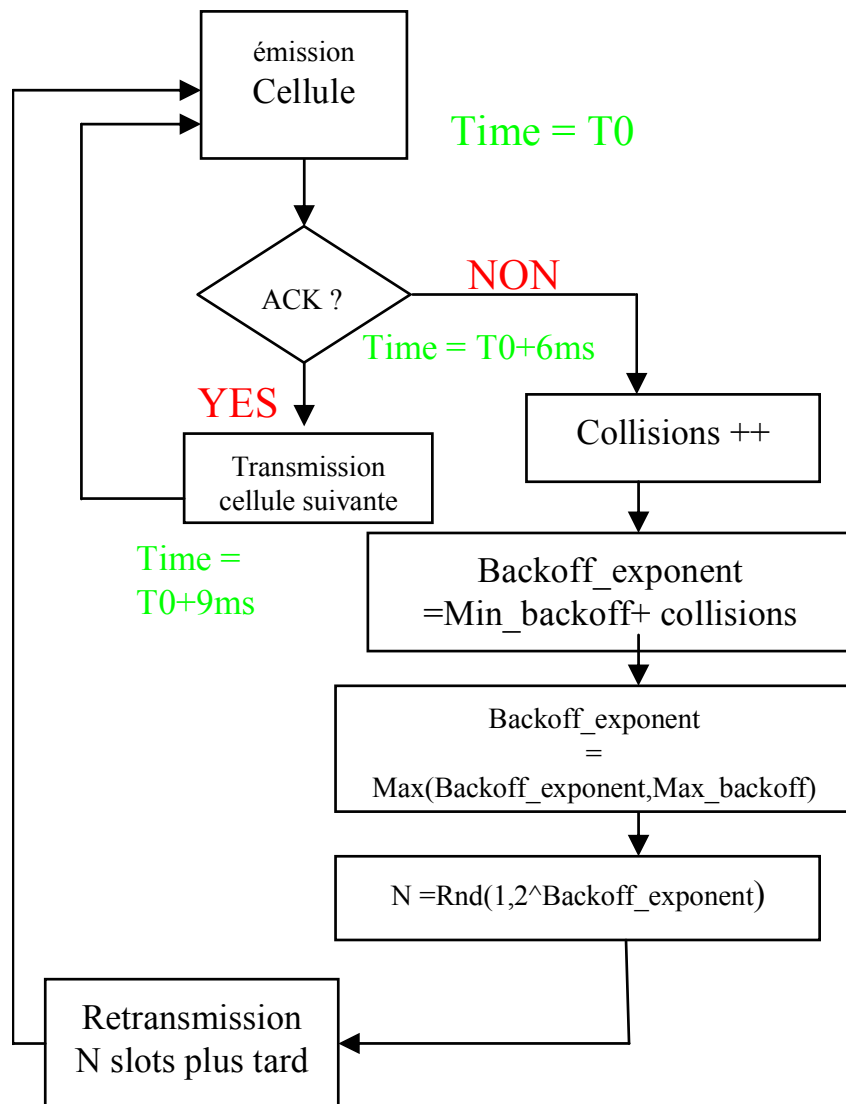 émission
Cellule
Time = T0
ACK ?
NON
Time = T0+6ms
YES
Collisions ++
Transmission
cellule suivante
Time =
T0+9ms
Backoff_exponent
=Min_backoff+ collisions
Backoff_exponent
=
Max(Backoff_exponent,Max_backoff)
N =Rnd(1,2^Backoff_exponent)
Retransmission
N slots plus tard